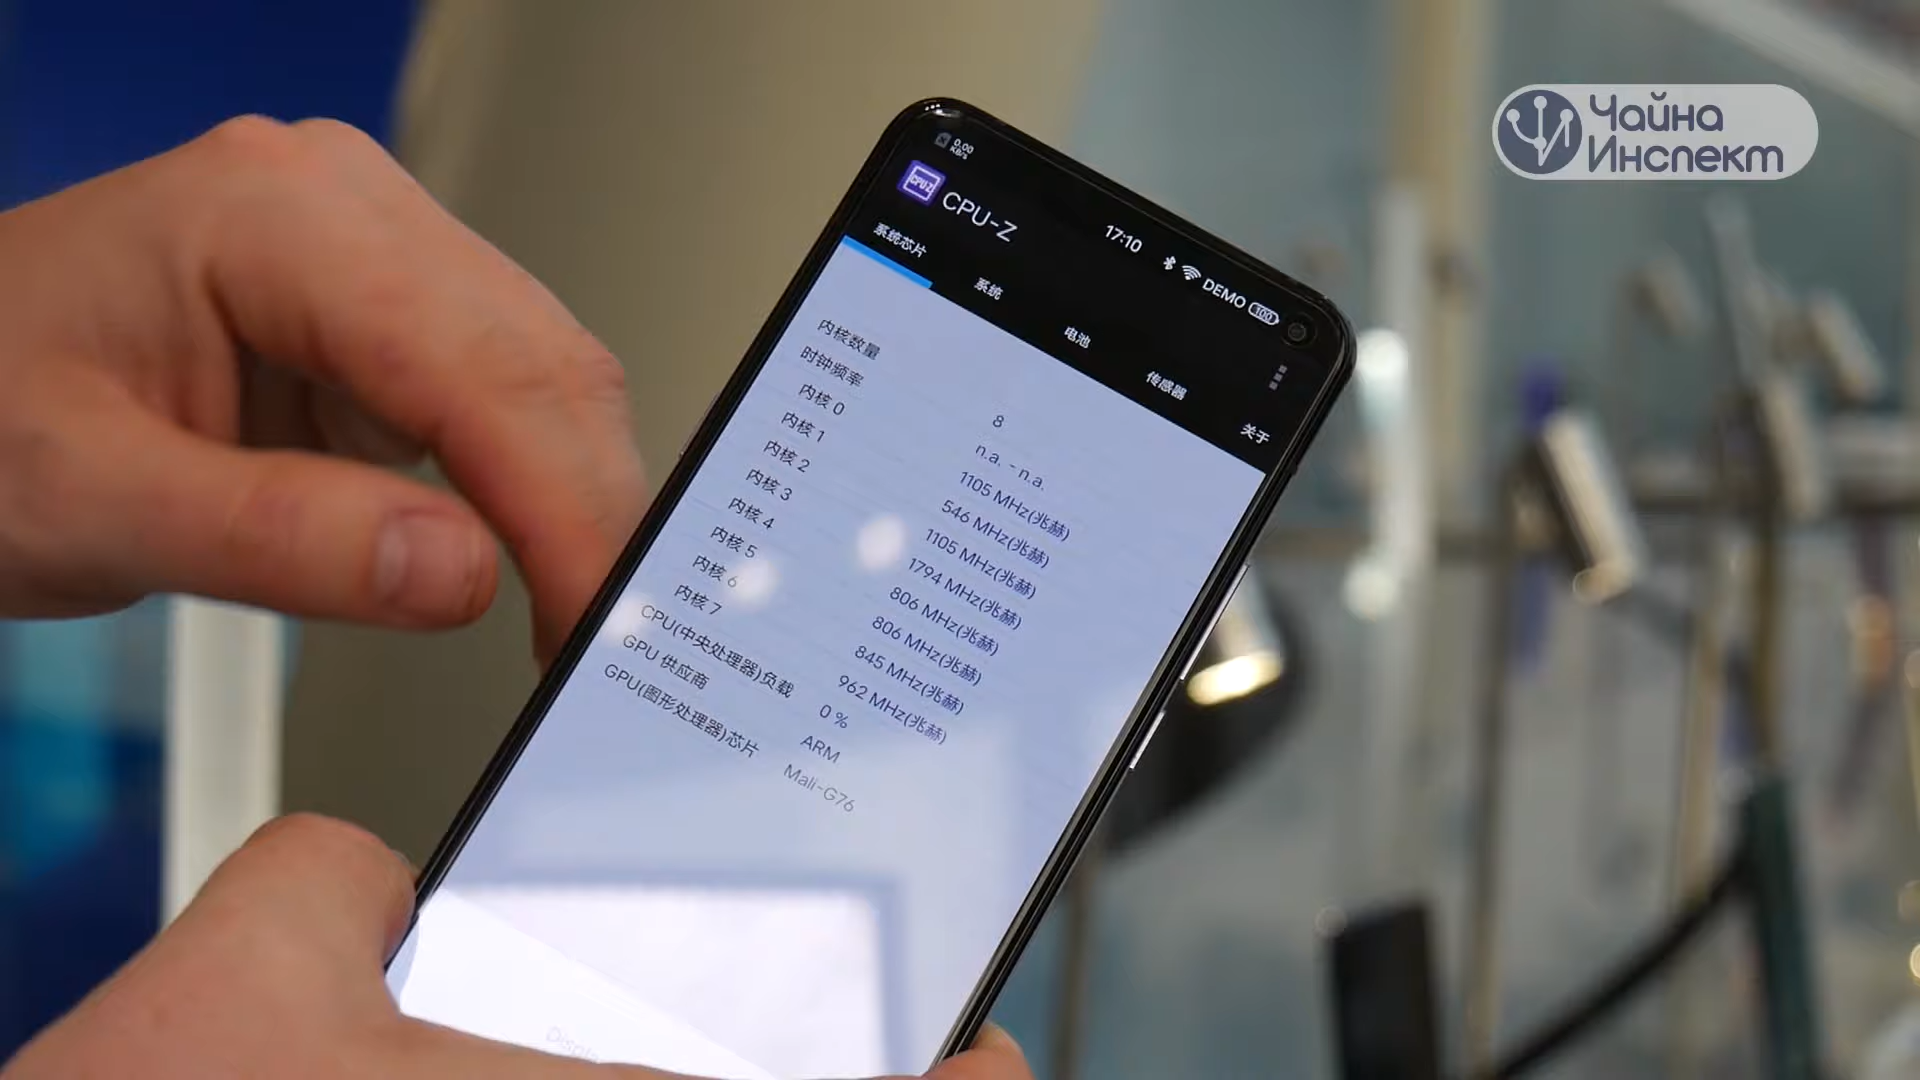 Чайна
Инспект
0.00
KB/s
17:10
DEMO
100
CPU-Z
CPU-Z
系统芯片
系统
电池
传感器
关于
内核数量 8
时钟频率 n.a. - n.a.
内核 0 1105 MHz(兆赫)
内核 1 546 MHz(兆赫)
内核 2 1105 MHz(兆赫)
内核 3 1794 MHz(兆赫)
内核 4 806 MHz(兆赫)
内核 5 806 MHz(兆赫)
内核 6 845 MHz(兆赫)
内核 7 962 MHz(兆赫)
CPU(中央处理器)负载 0 %
GPU 供应商 ARM
GPU(图形处理器)芯片 Mali-G76